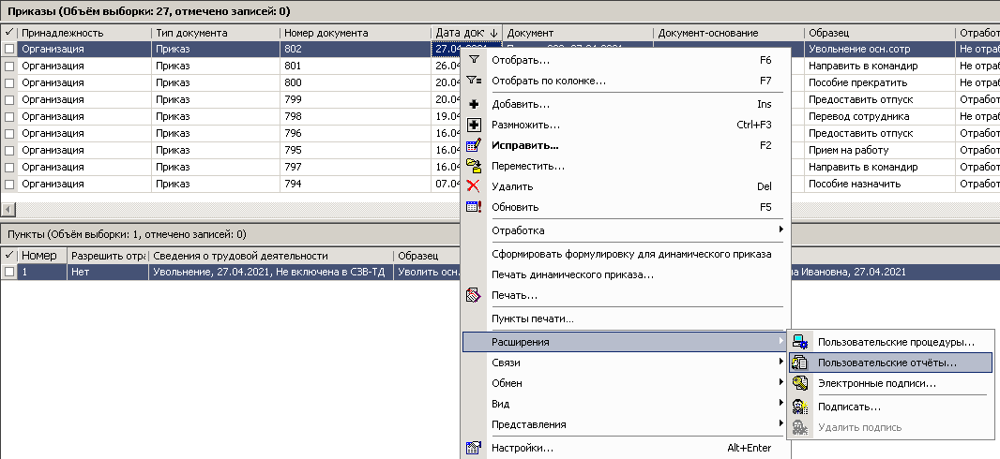 Приказы (Объём выборки: 27, отмечено записей: 0)
Принадлежность Тип документа Номер документа Дата док Документ Документ-основание Образец Отработ
Организация Приказ 802 27.04 Увольнение осн.сотр Не отраб
Организация Приказ 801 26.04 Направить в командир Не отраб
Организация Приказ 800 20.04 Пособие прекратить Не отраб
Организация Приказ 799 20.04 Предоставить отпуск Отработ
Организация Приказ 798 19.04 Перевод сотрудника Не отраб
Организация Приказ 796 16.04 Предоставить отпуск Отработ
Организация Приказ 795 16.04 Прием на работу Отработ
Организация Приказ 797 16.04 Направить в командир Отработ
Организация Приказ 794 07.04 Пособие назначить Отработ
Пункты (Объём выборки: 1, отмечено записей: 0)
Номер Разрешить отра Сведения о трудовой деятельности Образец
1 Нет Увольнение, 27.04.2021, Не включена в СЗВ-ТД Уволить осн. Ивановна, 27.04.2021
Отобрать... F6
Отобрать по колонке... F7
Добавить... Ins
Размножить... Ctrl+F3
Исправить... F2
Переместить...
Удалить Del
Обновить F5
Отработка
Сформировать формулировку для динамического приказа
Печать динамического приказа...
Печать...
Пункты печати...
Расширения
Связи
Обмен
Вид
Представления
Настройки... Alt+Enter
Пользовательские процедуры...
Пользовательские отчёты...
Электронные подписи...
Подписать...
Удалить подпись